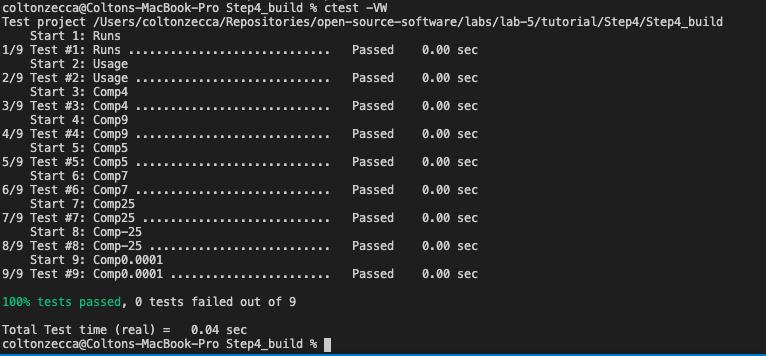 coltonzecca@Coltons-MacBook-Pro Step4_build % ctest -VW
Test project /Users/coltonzecca/Repositories/open-source-software/labs/lab-5/tutorial/Step4/Step4_build
    Start 1: Runs
1/9 Test #1: Runs .............................   Passed    0.00 sec
    Start 2: Usage
2/9 Test #2: Usage ............................   Passed    0.00 sec
    Start 3: Comp4
3/9 Test #3: Comp4 ............................   Passed    0.00 sec
    Start 4: Comp9
4/9 Test #4: Comp9 ............................   Passed    0.00 sec
    Start 5: Comp5
5/9 Test #5: Comp5 ............................   Passed    0.00 sec
    Start 6: Comp7
6/9 Test #6: Comp7 ............................   Passed    0.00 sec
    Start 7: Comp25
7/9 Test #7: Comp25 ...........................   Passed    0.00 sec
    Start 8: Comp-25
8/9 Test #8: Comp-25 ..........................   Passed    0.00 sec
    Start 9: Comp0.0001
9/9 Test #9: Comp0.0001 .......................   Passed    0.00 sec

100% tests passed, 0 tests failed out of 9

Total Test time (real) =   0.04 sec
coltonzecca@Coltons-MacBook-Pro Step4_build %